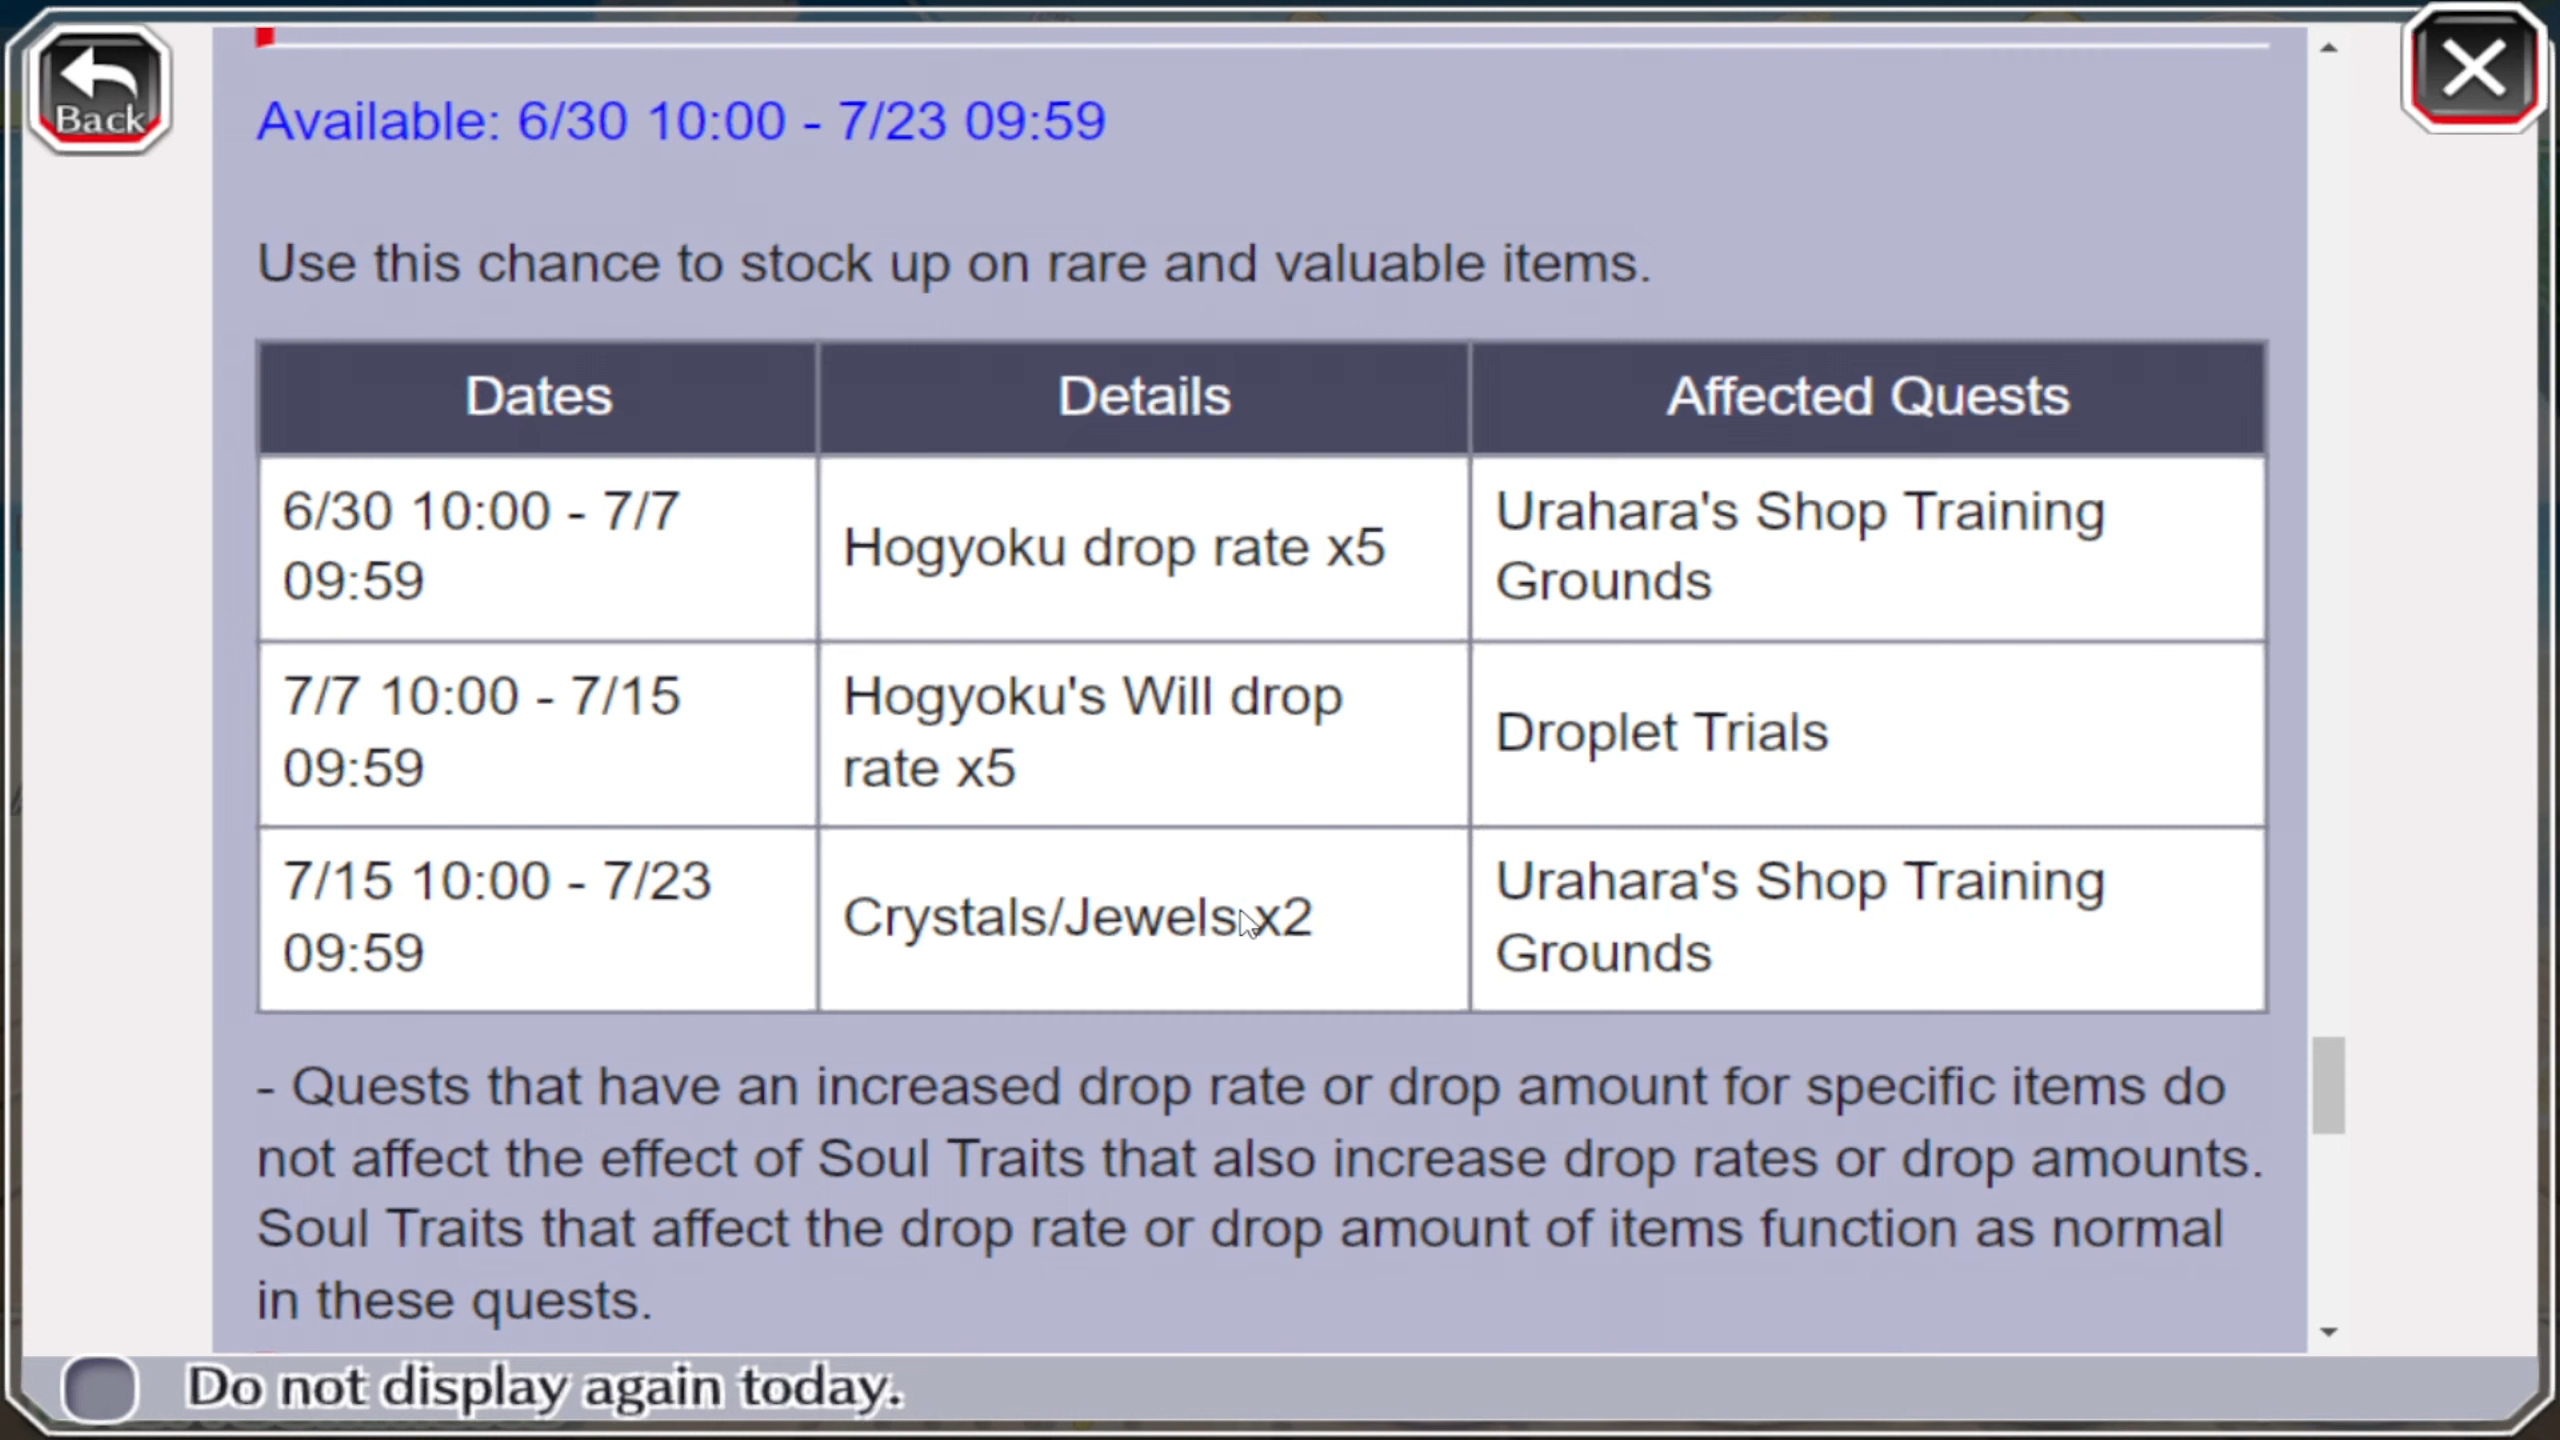 Back
Available: 6/30 10:00 - 7/23 09:59
Use this chance to stock up on rare and valuable items.
Dates
Details
Affected Quests
6/30 10:00 - 7/7
09:59
Hogyoku drop rate x5
Urahara's Shop Training
Grounds
7/7 10:00 - 7/15
09:59
Hogyoku's Will drop
rate x5
Droplet Trials
7/15 10:00 - 7/23
09:59
Crystals/Jewels x2
Urahara's Shop Training
Grounds
- Quests that have an increased drop rate or drop amount for specific items do
not affect the effect of Soul Traits that also increase drop rates or drop amounts.
Soul Traits that affect the drop rate or drop amount of items function as normal
in these quests.
Do not display again today.